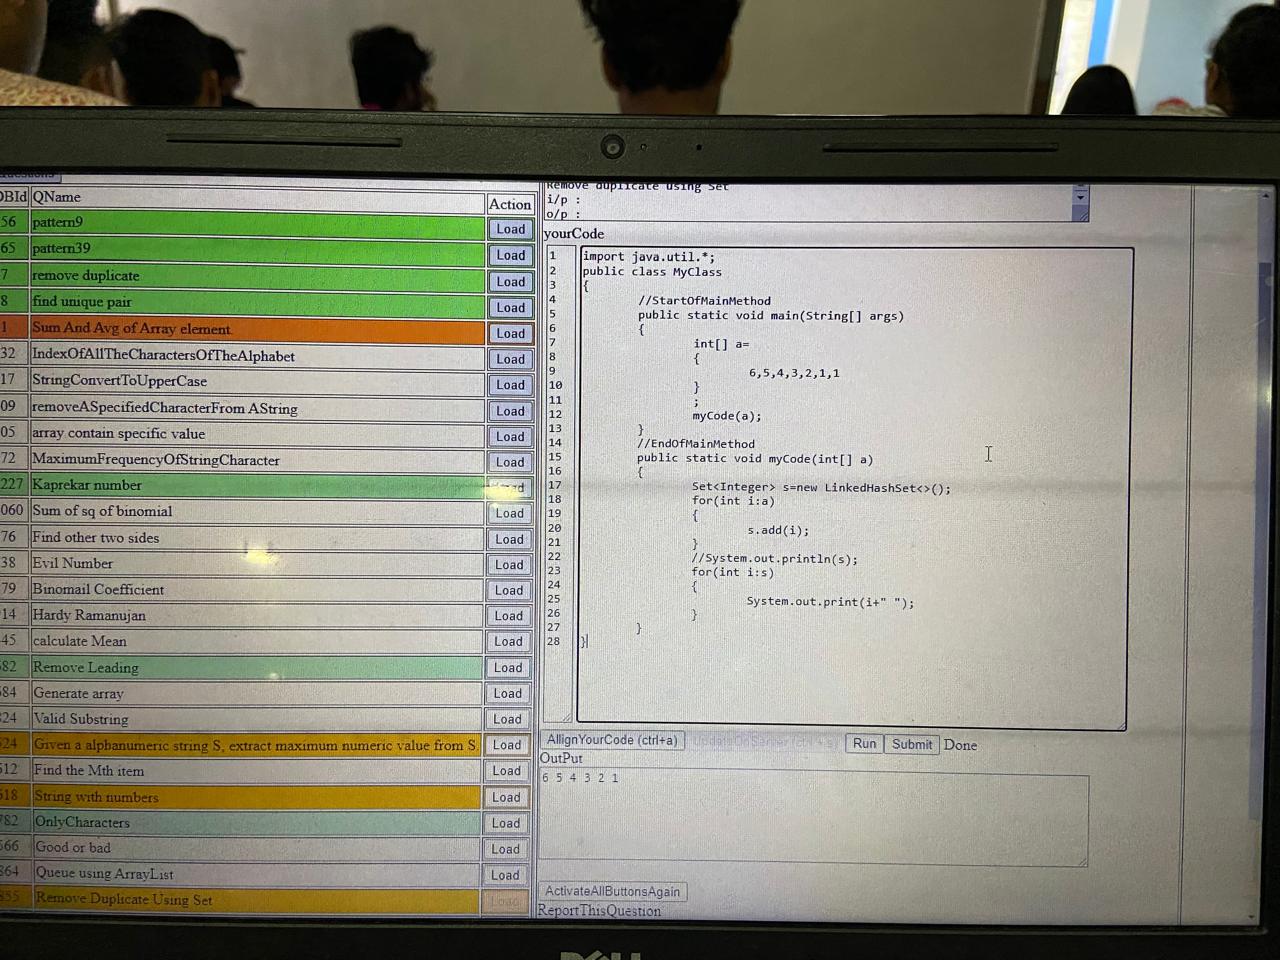 DBId QName Action
56 pattern9 Load
65 pattern39 Load
7 remove duplicate Load
8 find unique pair Load
1 Sum And Avg of Array element Load
32 IndexOfAllTheCharactersOfTheAlphabet Load
17 StringConvertToUpperCase Load
09 removeASpecifiedCharacterFrom AString Load
05 array contain specific value Load
72 MaximumFrequencyOfStringCharacter Load
227 Kaprekar number Load
060 Sum of sq of binomial Load
76 Find other two sides Load
38 Evil Number Load
79 Binomail Coefficient Load
14 Hardy Ramanujan Load
45 calculate Mean Load
82 Remove Leading Load
584 Generate array Load
24 Valid Substring Load
24 Given a alphanumeric string S, extract maximum numeric value from S. Load
512 Find the Mth item Load
518 String with numbers Load
782 OnlyCharacters Load
566 Good or bad Load
864 Queue using ArrayList Load
855 Remove Duplicate Using Set Load
Remove duplicate using Set
i/p :
o/p :
yourCode
1 import java.util.*;
2 public class MyClass
3 {
4 //StartOfMainMethod
5 public static void main(String[] args)
6 {
7 int[] a=
8 {
9 6,5,4,3,2,1,1
10 }
11 ;
12 myCode(a);
13 }
14 //EndOfMainMethod
15 public static void myCode(int[] a)
16 {
17 Set<Integer> s=new LinkedHashSet<>();
18 for(int i:a)
19 {
20 s.add(i);
21 }
22 //System.out.println(s);
23 for(int i:s)
24 {
25 System.out.print(i+" ");
26 }
27 }
28 }
AllignYourCode (ctrl+a) Run Submit Done
OutPut
6 5 4 3 2 1
ActivateAllButtonsAgain
ReportThisQuestion
DELL